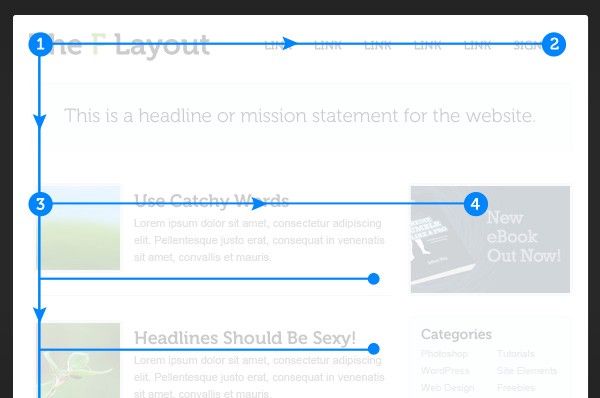 1 The F Layout LINK LINK LINK LINK LINK SIGN 2
This is a headline or mission statement for the website.
3 Use Catchy Words
Lorem ipsum dolor sit amet, consectetur adipiscing
elit. Pellentesque justo erat, consequat in venenatis
sit amet, convallis et mauris.
4 New
eBook
Out Now!
Headlines Should Be Sexy!
Lorem ipsum dolor sit amet, consectetur adipiscing
elit. Pellentesque justo erat, consequat in venenatis
sit amet, convallis et mauris.
Categories
Photoshop Tutorials
WordPress Site Elements
Web Design Freebies